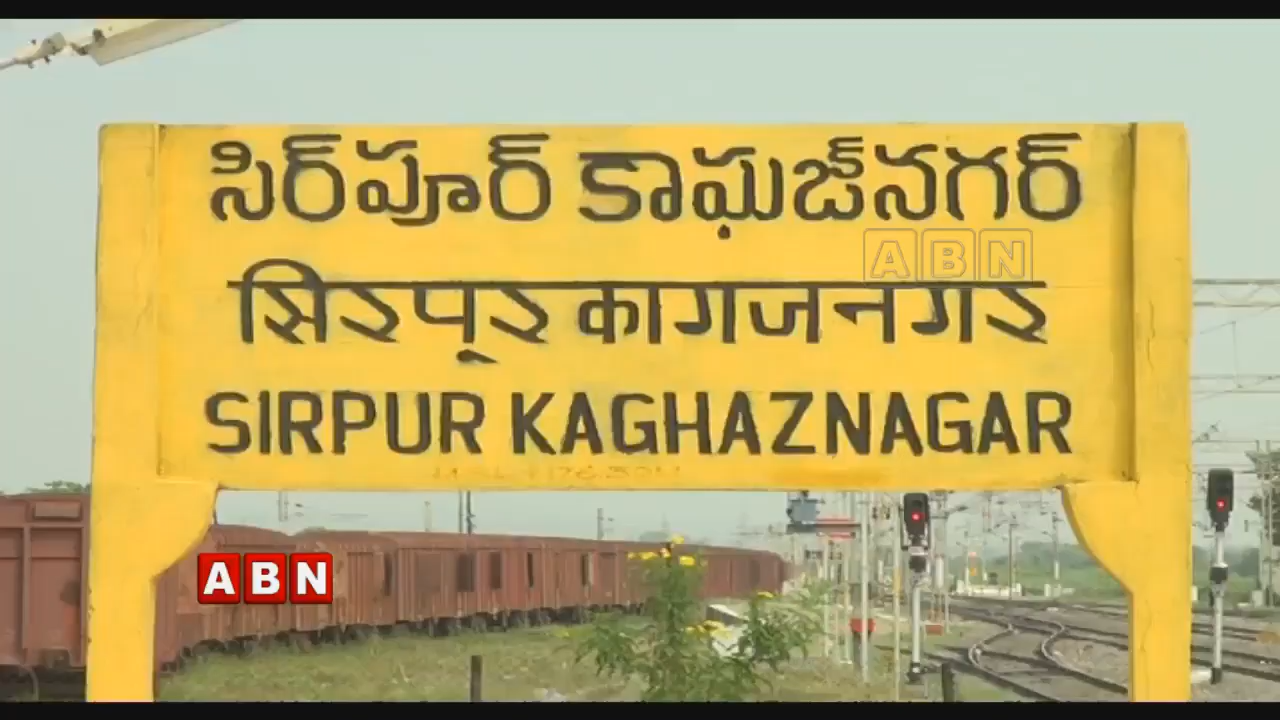 సిర్‌పూర్ కాఘజ్‌నగర్
ABN
सिरपूर कागजनगर
SIRPUR KAGHAZNAGAR
ABN